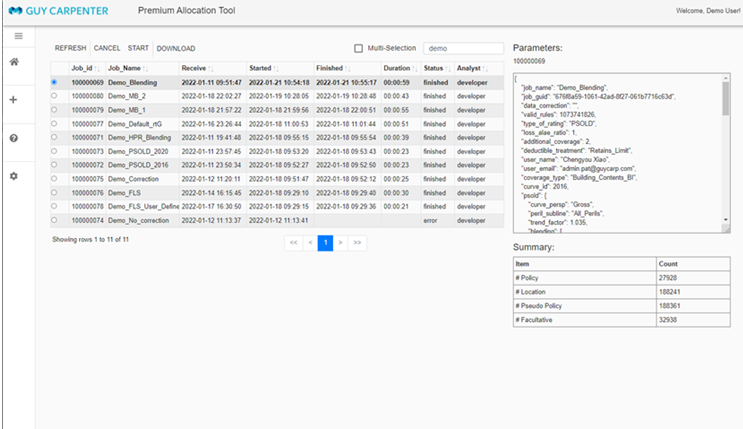 GUY CARPENTER Premium Allocation Tool Welcome, Demo User!
REFRESH CANCEL START DOWNLOAD Multi-Selection demo
Job_id Job_Name Receive Started Finished Duration Status Analyst
100000069 Demo_Blending 2022-01-11 09:51:47 2022-01-21 10:54:18 2022-01-21 10:55:17 00:00:59 finished developer
100000080 Demo_MB_2 2022-01-18 22:02:27 2022-01-19 10:28:05 2022-01-19 10:28:48 00:00:43 finished developer
100000079 Demo_MB_1 2022-01-18 21:57:22 2022-01-18 21:59:56 2022-01-18 22:00:51 00:00:55 finished developer
100000077 Demo_Default_rtG 2022-01-16 23:26:44 2022-01-18 11:00:53 2022-01-18 11:01:44 00:00:51 finished developer
100000071 Demo_HPR_Blending 2022-01-11 19:41:48 2022-01-18 09:55:15 2022-01-18 09:55:54 00:00:39 finished developer
100000073 Demo_PSOLD_2020 2022-01-11 23:57:45 2022-01-18 09:53:20 2022-01-18 09:53:43 00:00:23 finished developer
100000072 Demo_PSOLD_2016 2022-01-11 23:50:34 2022-01-18 09:52:27 2022-01-18 09:52:50 00:00:23 finished developer
100000075 Demo_Correction 2022-01-12 11:20:11 2022-01-18 09:51:47 2022-01-18 09:52:12 00:00:25 finished developer
100000076 Demo_FLS 2022-01-14 16:15:45 2022-01-18 09:29:10 2022-01-18 09:29:40 00:00:30 finished developer
100000078 Demo_FLS_User_Define 2022-01-17 16:30:50 2022-01-18 09:29:15 2022-01-18 09:29:36 00:00:21 finished developer
100000074 Demo_No_correction 2022-01-12 11:13:37 2022-01-12 11:13:41 error developer
Showing rows 1 to 11 of 11
<< < 1 > >>
Parameters:
100000069
{
"job_name": "Demo_Blending",
"job_guid": "676f8a59-1061-42ad-8f27-061b7716c63d",
"data_correction": "",
"valid_rules": 1073741826,
"type_of_rating": "PSOLD",
"loss_alae_ratio": 1,
"additional_coverage": 2,
"deductible_treatment": "Retains_Limit",
"user_name": "Chengyou Xiao",
"user_email": "admin.pat@guycarp.com",
"coverage_type": "Building_Contents_BI",
"curve_id": 2016,
"psold": {
"curve_persp": "Gross",
"peril_subline": "All_Perils",
"trend_factor": 1.035,
"blending": [
Summary:
Item Count
# Policy 27928
# Location 188241
# Pseudo Policy 188361
# Facultative 32938